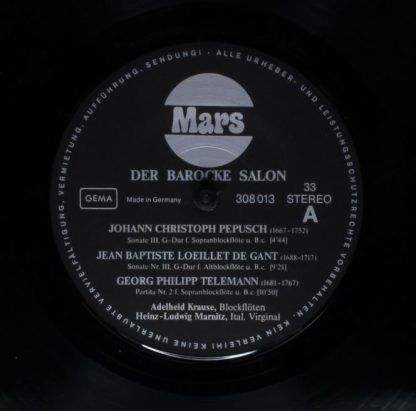 ALLE URHEBER- UND LEISTUNGSSCHUTZRECHTE VORBEHALTEN. KEIN VERLEIH! KEINE UNERLAUBTE VERVIELFÄLTIGUNG, VERMIETUNG, AUFFÜHRUNG, SENDUNG!
Mars
DER BAROCKE SALON
GEMA Made in Germany 308 013 33
STEREO
A
JOHANN CHRISTOPH PEPUSCH (1667-1752)
Sonate III, G-Dur f. Sopranblockflöte u. B.c. [4'44]
JEAN BAPTISTE LOEILLET DE GANT (1688-1717)
Sonate Nr. III, G-Dur f. Altblockflöte u. B.c. [9'21]
GEORG PHILIPP TELEMANN (1681-1767)
Partita Nr. 2 f. Sopranblockflöte u. B.c. [10'50]
Adelheid Krause, Blockflöten
Heinz-Ludwig Marnitz, Ital. Virginal